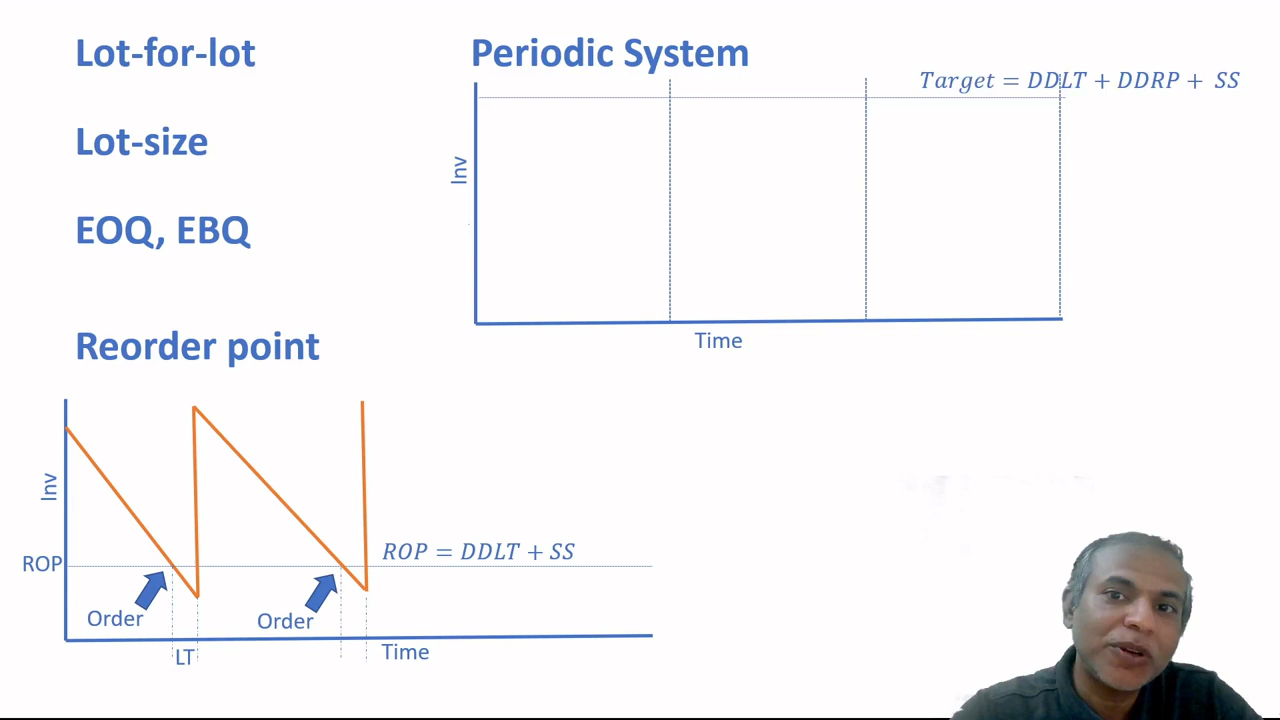 Lot-for-lot
Lot-size
EOQ, EBQ
Reorder point
Inv
ROP
Order
Order
LT
Time
ROP = DDLT + SS
Periodic System
Target = DDLT + DDRP + SS
Inv
Time